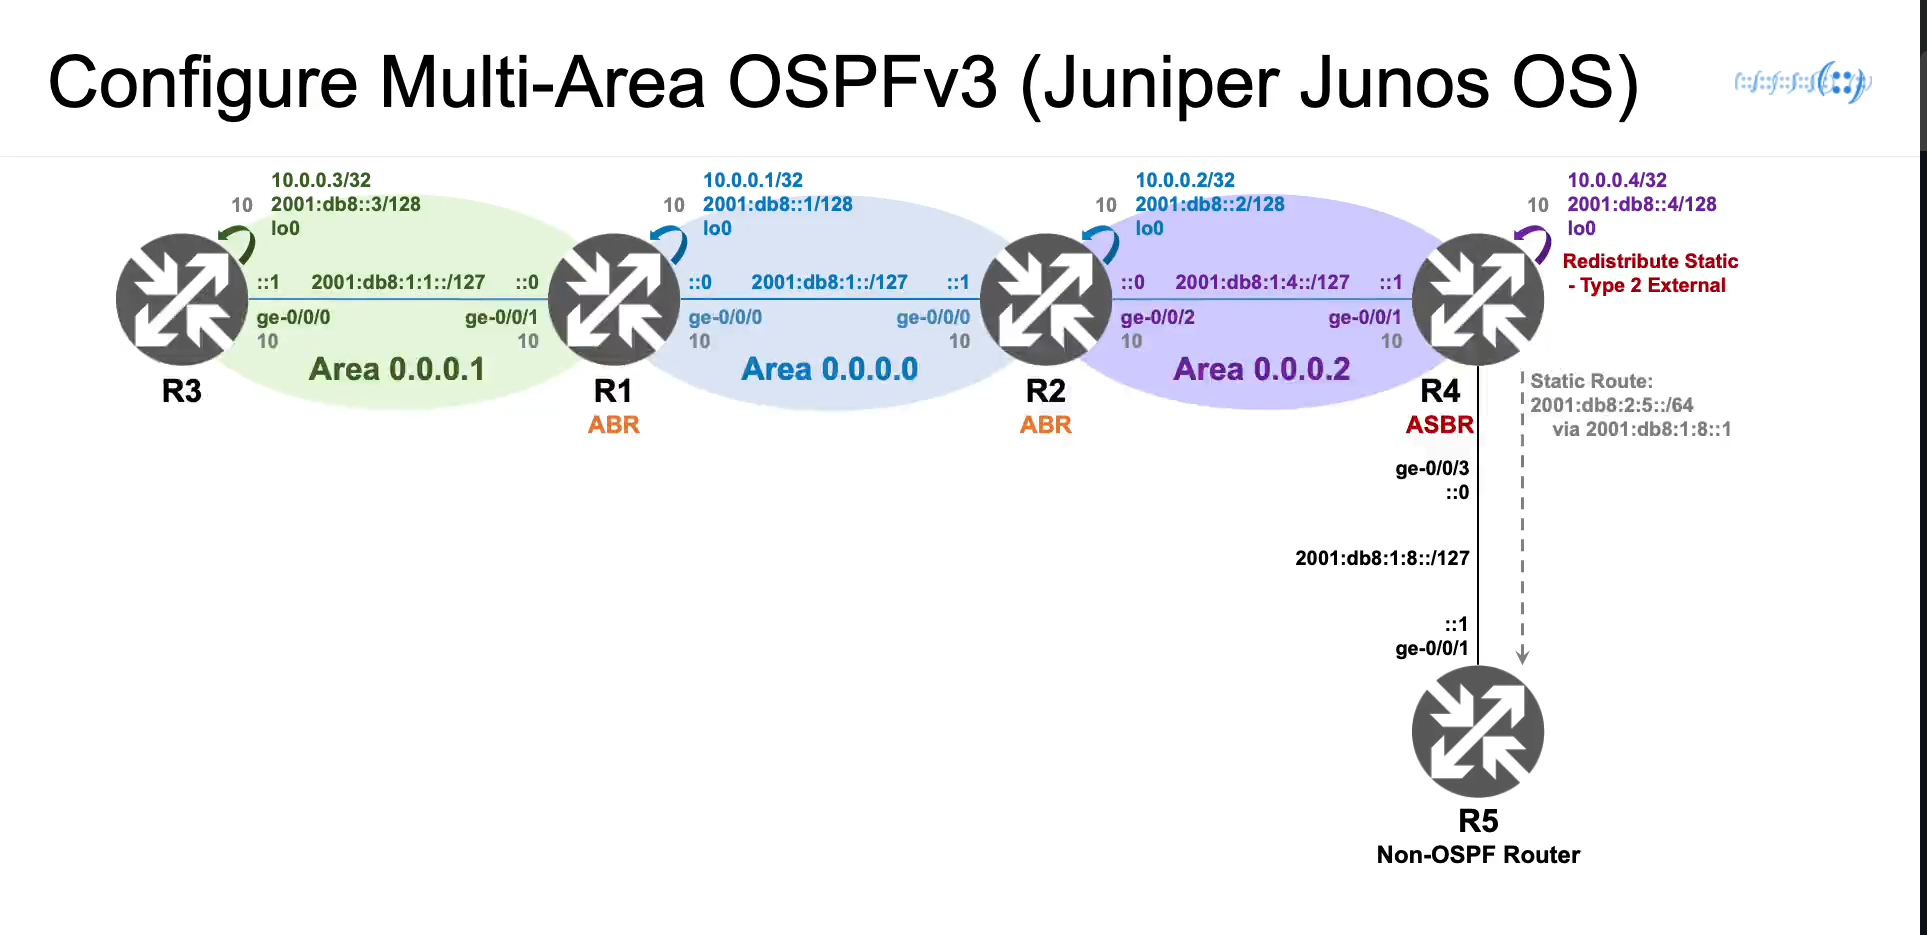 Configure Multi-Area OSPFv3 (Juniper Junos OS)
10.0.0.3/32
10 2001:db8::3/128
lo0
10.0.0.1/32
10 2001:db8::1/128
lo0
10.0.0.2/32
10 2001:db8::2/128
lo0
10.0.0.4/32
10 2001:db8::4/128
lo0
Redistribute Static
- Type 2 External
::1 2001:db8:1:1::/127 ::0
ge-0/0/0 ge-0/0/1
10 10
Area 0.0.0.1
::0 2001:db8:1::/127 ::1
ge-0/0/0 ge-0/0/0
10 10
Area 0.0.0.0
::0 2001:db8:1:4::/127 ::1
ge-0/0/2 ge-0/0/1
10 10
Area 0.0.0.2
R3
R1
ABR
R2
ABR
R4
ASBR
Static Route:
2001:db8:2:5::/64
via 2001:db8:1:8::1
ge-0/0/3
::0
2001:db8:1:8::/127
::1
ge-0/0/1
R5
Non-OSPF Router